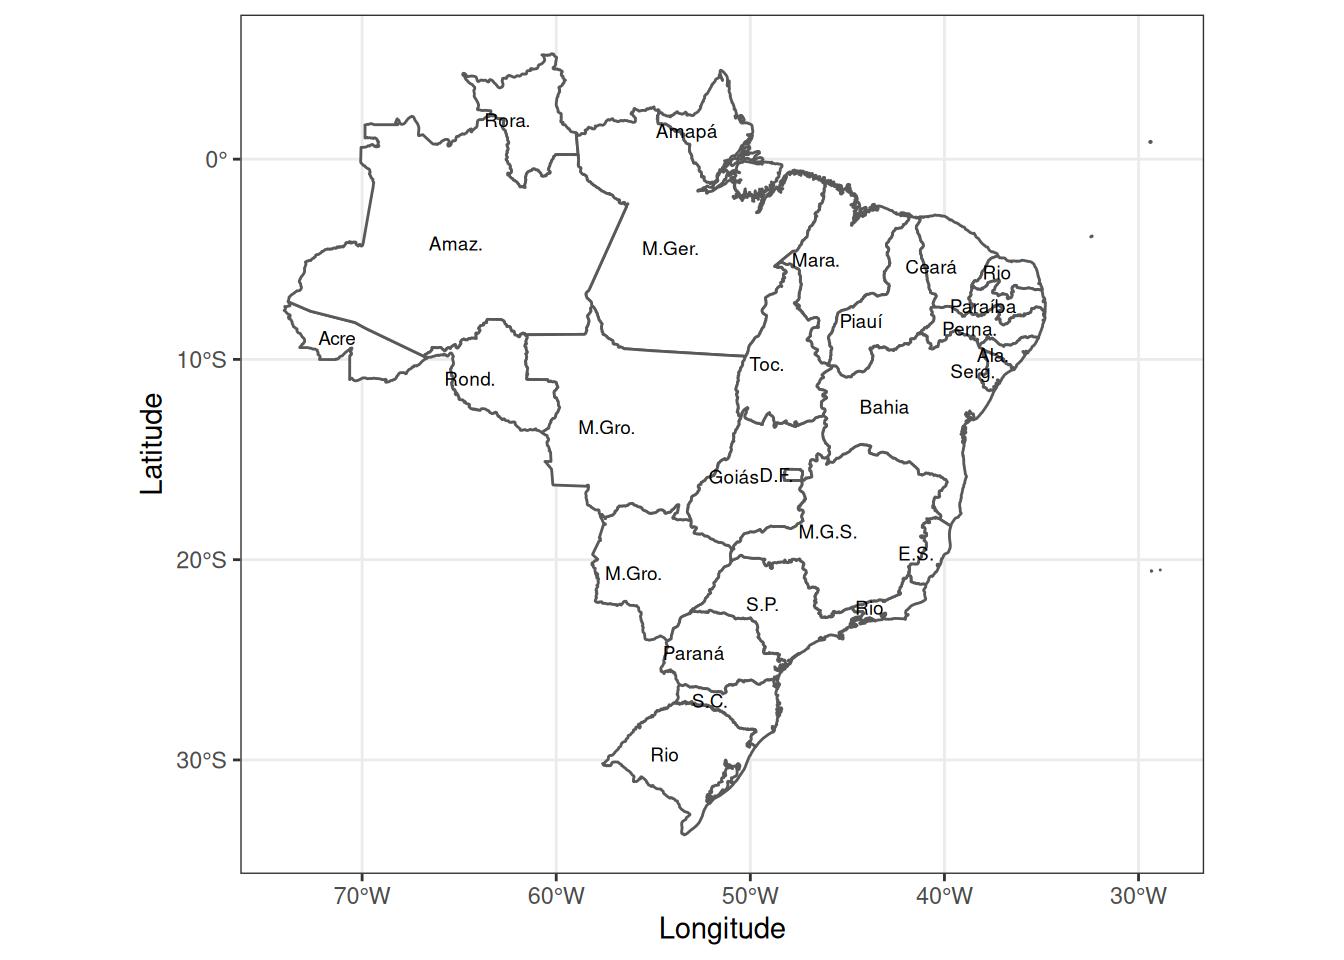 Rora.
Amapá
0°
Amaz.
M.Ger.
Mara.
Ceará
Rio
Paraíba
Piauí
Perna.
Acre
Ala.
10°S
Toc.
Serg.
Rond.
Bahia
M.Gro.
Goiás
D.F.
M.G.S.
E.S.
20°S
M.Gro.
S.P.
Rio
Paraná
S.C.
Rio
30°S
Latitude
70°W
60°W
50°W
40°W
30°W
Longitude